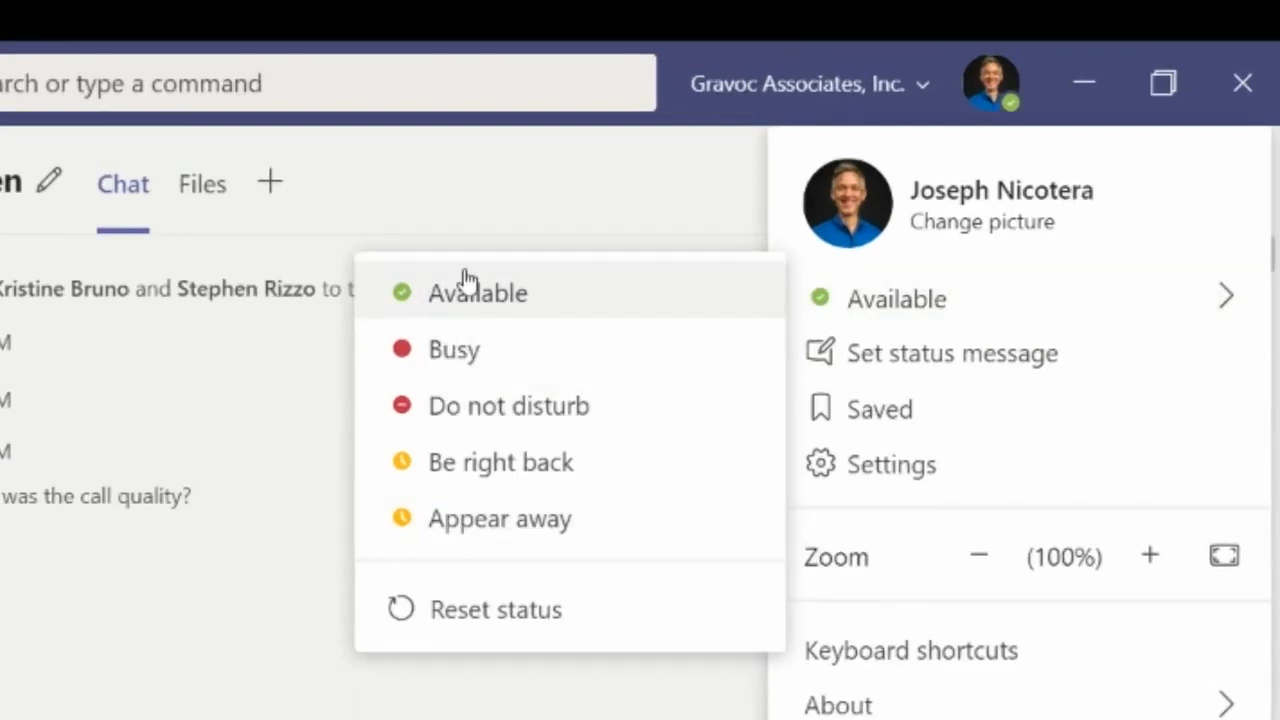 rch or type a command
Gravoc Associates, Inc.
en
Chat
Files
Joseph Nicotera
Change picture
Kristine Bruno and Stephen Rizzo to t
Available
Busy
Do not disturb
Be right back
Appear away
Reset status
M
M
M
was the call quality?
Available
Set status message
Saved
Settings
Zoom
(100%)
Keyboard shortcuts
About